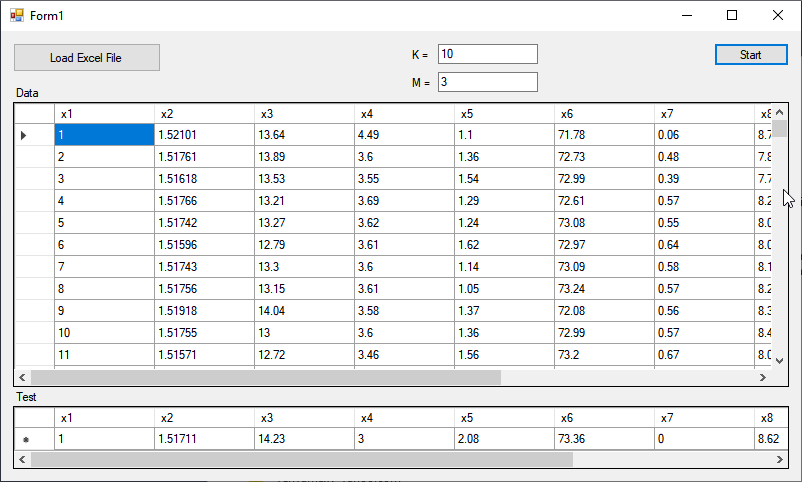 Form1
Load Excel File
K = 10
M = 3
Start
Data
x1 x2 x3 x4 x5 x6 x7 x8
1 1.52101 13.64 4.49 1.1 71.78 0.06 8.7
2 1.51761 13.89 3.6 1.36 72.73 0.48 7.8
3 1.51618 13.53 3.55 1.54 72.99 0.39 7.7
4 1.51766 13.21 3.69 1.29 72.61 0.57 8.2
5 1.51742 13.27 3.62 1.24 73.08 0.55 8.0
6 1.51596 12.79 3.61 1.62 72.97 0.64 8.0
7 1.51743 13.3 3.6 1.14 73.09 0.58 8.1
8 1.51756 13.15 3.61 1.05 73.24 0.57 8.2
9 1.51918 14.04 3.58 1.37 72.08 0.56 8.3
10 1.51755 13 3.6 1.36 72.99 0.57 8.4
11 1.51571 12.72 3.46 1.56 73.2 0.67 8.0
Test
x1 x2 x3 x4 x5 x6 x7 x8
1 1.51711 14.23 3 2.08 73.36 0 8.62